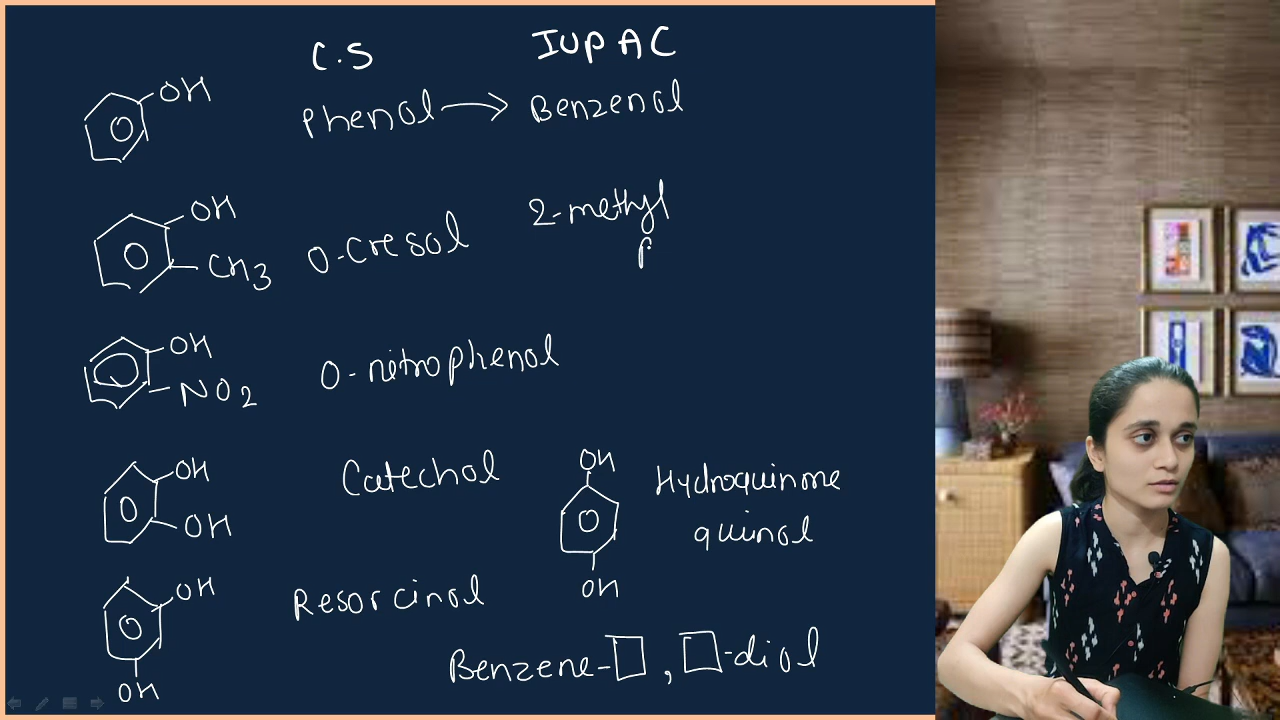 C.S IUPAC
OH Phenol → Benzenol
OH
CH3 O-Cresol 2-methyl
p
OH
NO2 O-nitrophenol
OH
OH Catechol
OH
OH Hydroquinone
quinol
OH
OH Resorcinol
Benzene-□,□-diol